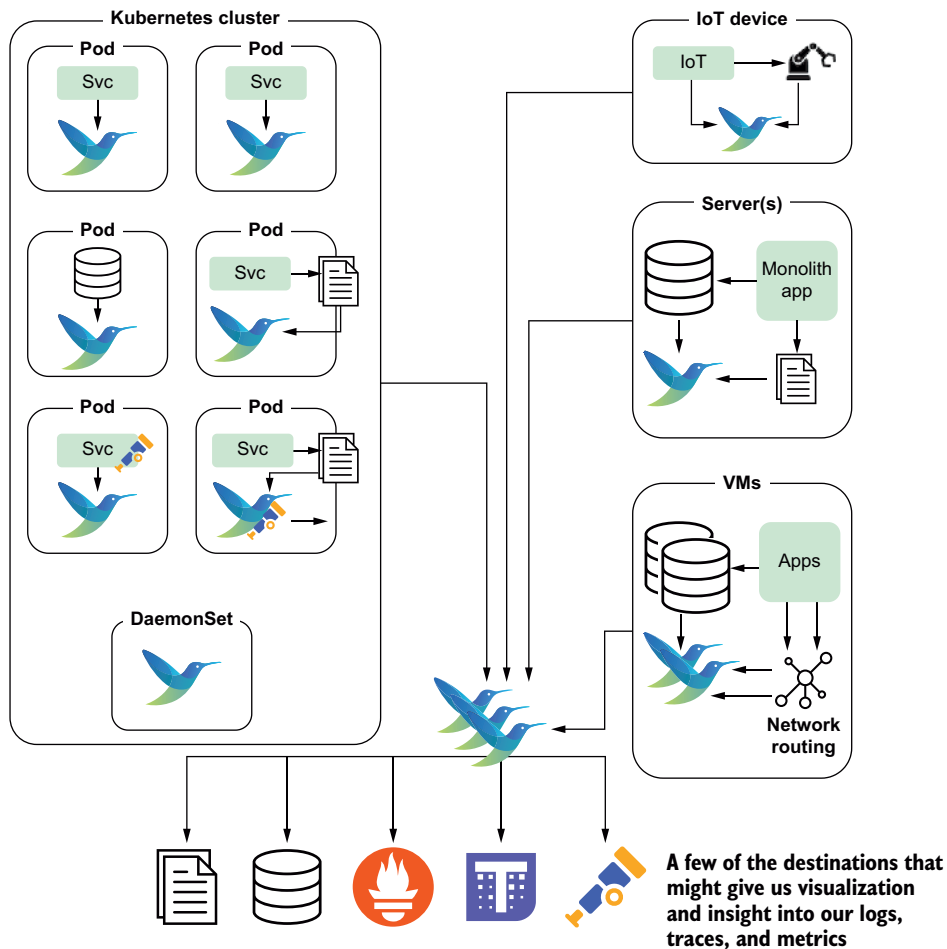 Kubernetes cluster
Pod
Svc
Pod
Svc
Pod
Pod
Svc
Pod
Svc
Pod
Svc
DaemonSet
IoT device
IoT
Server(s)
Monolith
app
VMs
Apps
Network
routing
T
A few of the destinations that
might give us visualization
and insight into our logs,
traces, and metrics